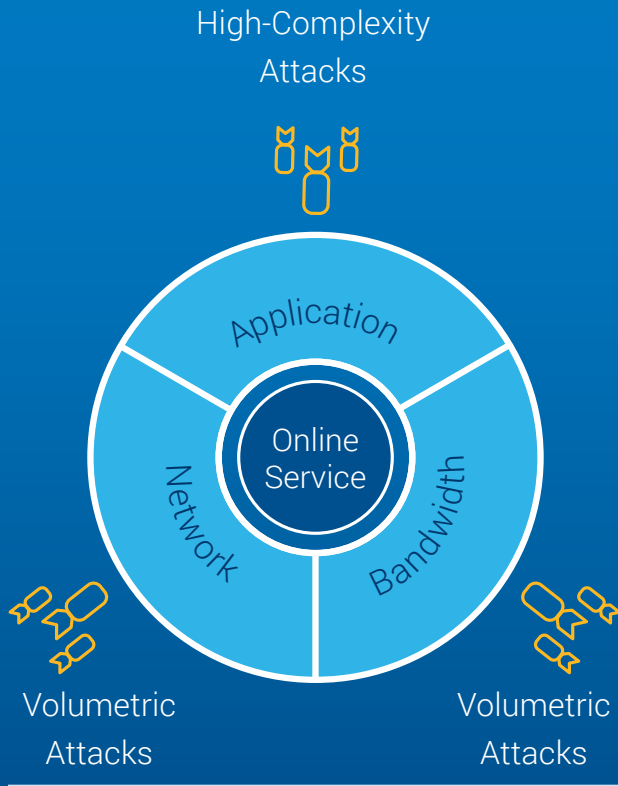 High-Complexity
Attacks
Application
Online
Service
Network
Bandwidth
Volumetric
Attacks
Volumetric
Attacks